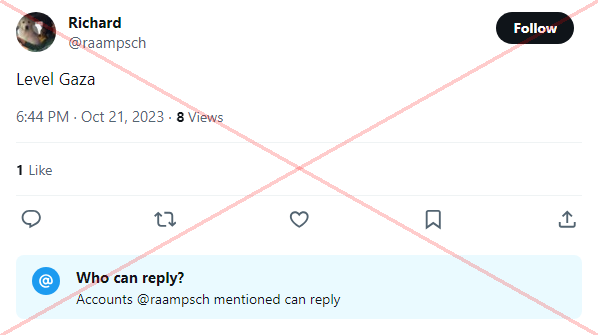 Richard
@raampsch
Follow
Level Gaza
6:44 PM · Oct 21, 2023 · 8 Views
1 Like
@
Who can reply?
Accounts @raampsch mentioned can reply